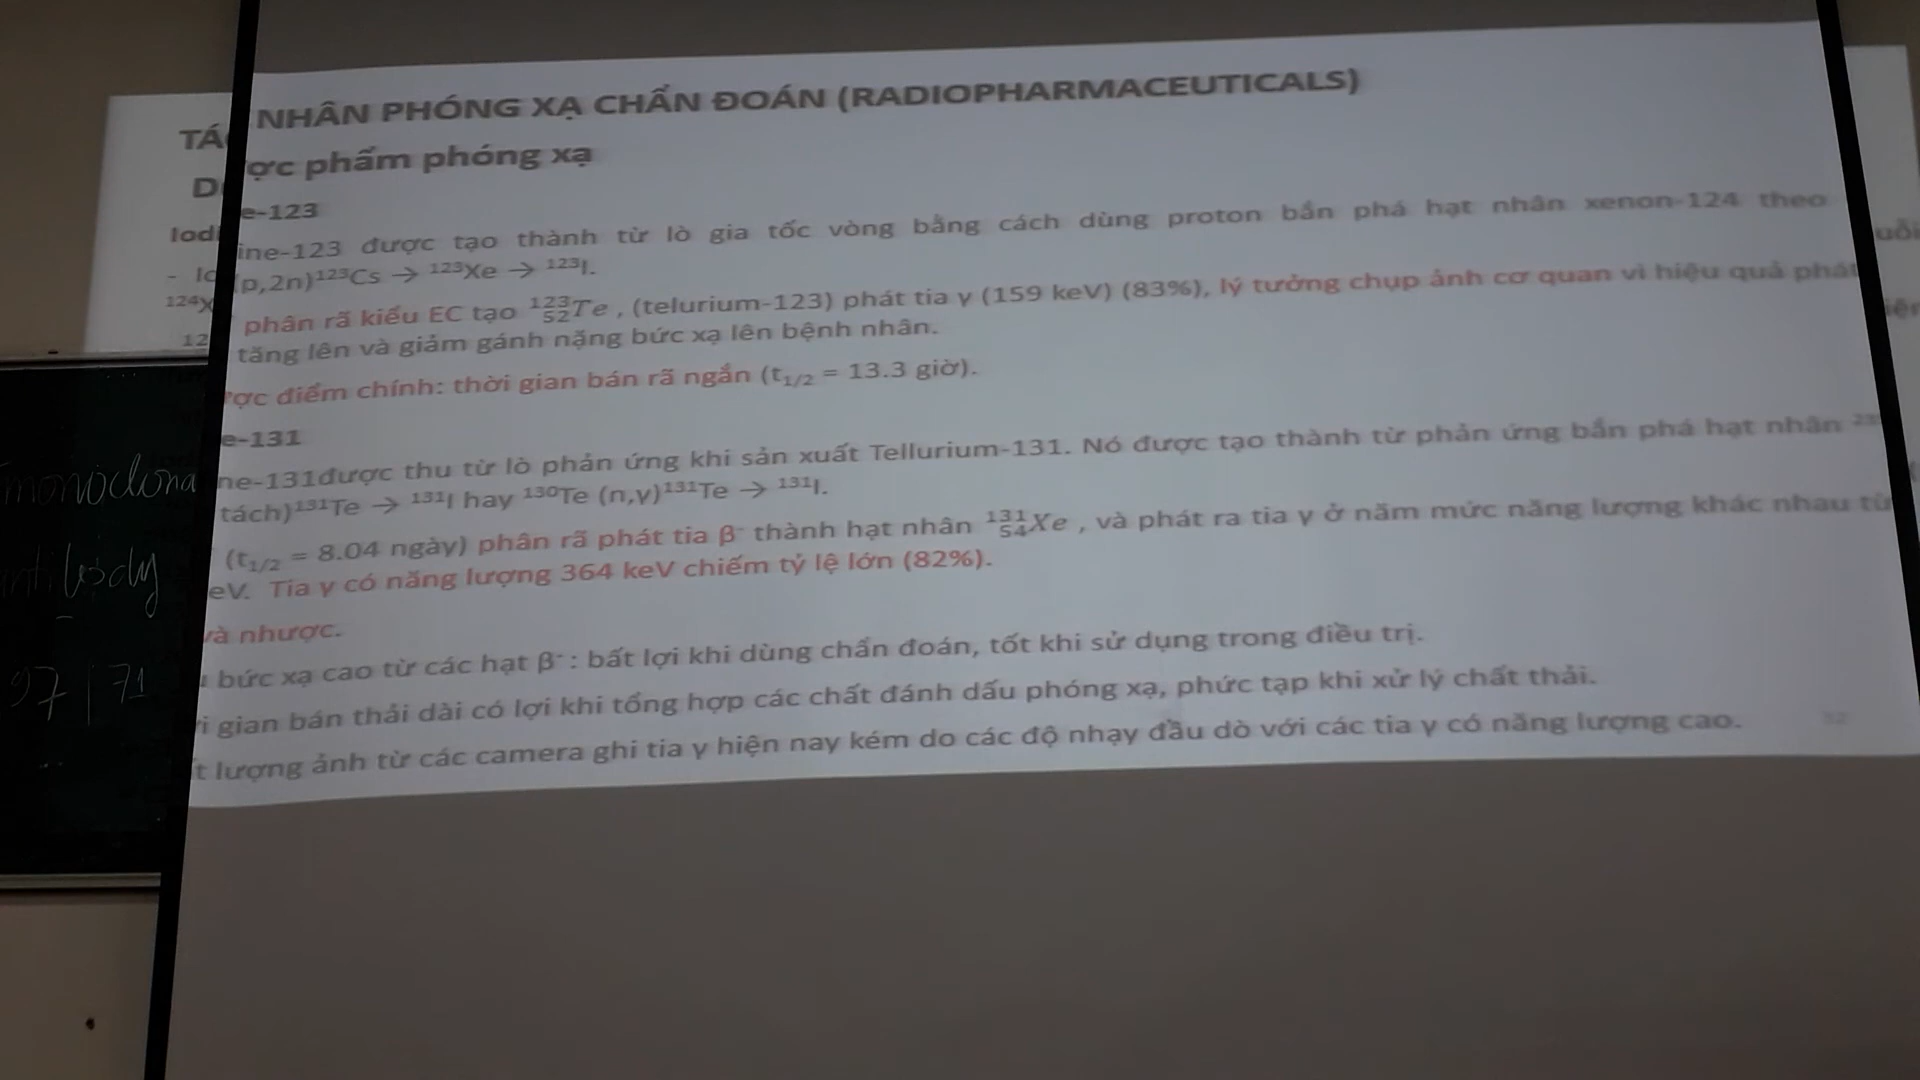 TÁ NHÂN PHÓNG XẠ CHẨN ĐOÁN (RADIOPHARMACEUTICALS)
D ợc phẩm phóng xạ
Iodi e-123
- Io ine-123 được tạo thành từ lò gia tốc vòng bằng cách dùng proton bắn phá hạt nhân xenon-124 theo uỗi
124X (p,2n)¹²³Cs → ¹²³Xe → ¹²³I.
12 phân rã kiểu EC tạo ¹²³₅₂Te , (telurium-123) phát tia γ (159 keV) (83%), lý tưởng chụp ảnh cơ quan vì hiệu quả phát
tăng lên và giảm gánh nặng bức xạ lên bệnh nhân.
ược điểm chính: thời gian bán rã ngắn (t₁/₂ = 13.3 giờ).
e-131
ne-131được thu từ lò phản ứng khi sản xuất Tellurium-131. Nó được tạo thành từ phản ứng bắn phá hạt nhân
tách)¹³¹Te → ¹³¹I hay ¹³⁰Te (n,γ)¹³¹Te → ¹³¹I.
(t₁/₂ = 8.04 ngày) phân rã phát tia β⁻ thành hạt nhân ¹³¹₅₄Xe , và phát ra tia γ ở năm mức năng lượng khác nhau từ
eV. Tia γ có năng lượng 364 keV chiếm tỷ lệ lớn (82%).
và nhược.
bức xạ cao từ các hạt β⁻ : bất lợi khi dùng chẩn đoán, tốt khi sử dụng trong điều trị.
i gian bán thải dài có lợi khi tổng hợp các chất đánh dấu phóng xạ, phức tạp khi xử lý chất thải.
t lượng ảnh từ các camera ghi tia γ hiện nay kém do các độ nhạy đầu dò với các tia γ có năng lượng cao.
52
monoclona
antibody
97 | 71